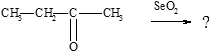 CH₃—CH₂—C—CH₃ —SeO₂→ ?
O